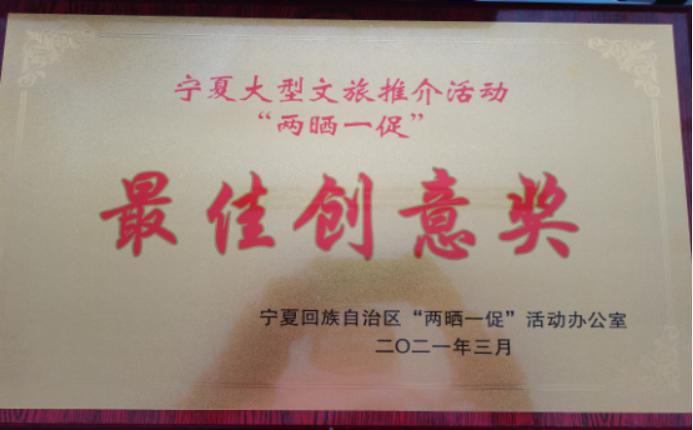 宁夏大型文旅推介活动
“两晒一促”
最佳创意奖
宁夏回族自治区“两晒一促”活动办公室
二〇二一年三月